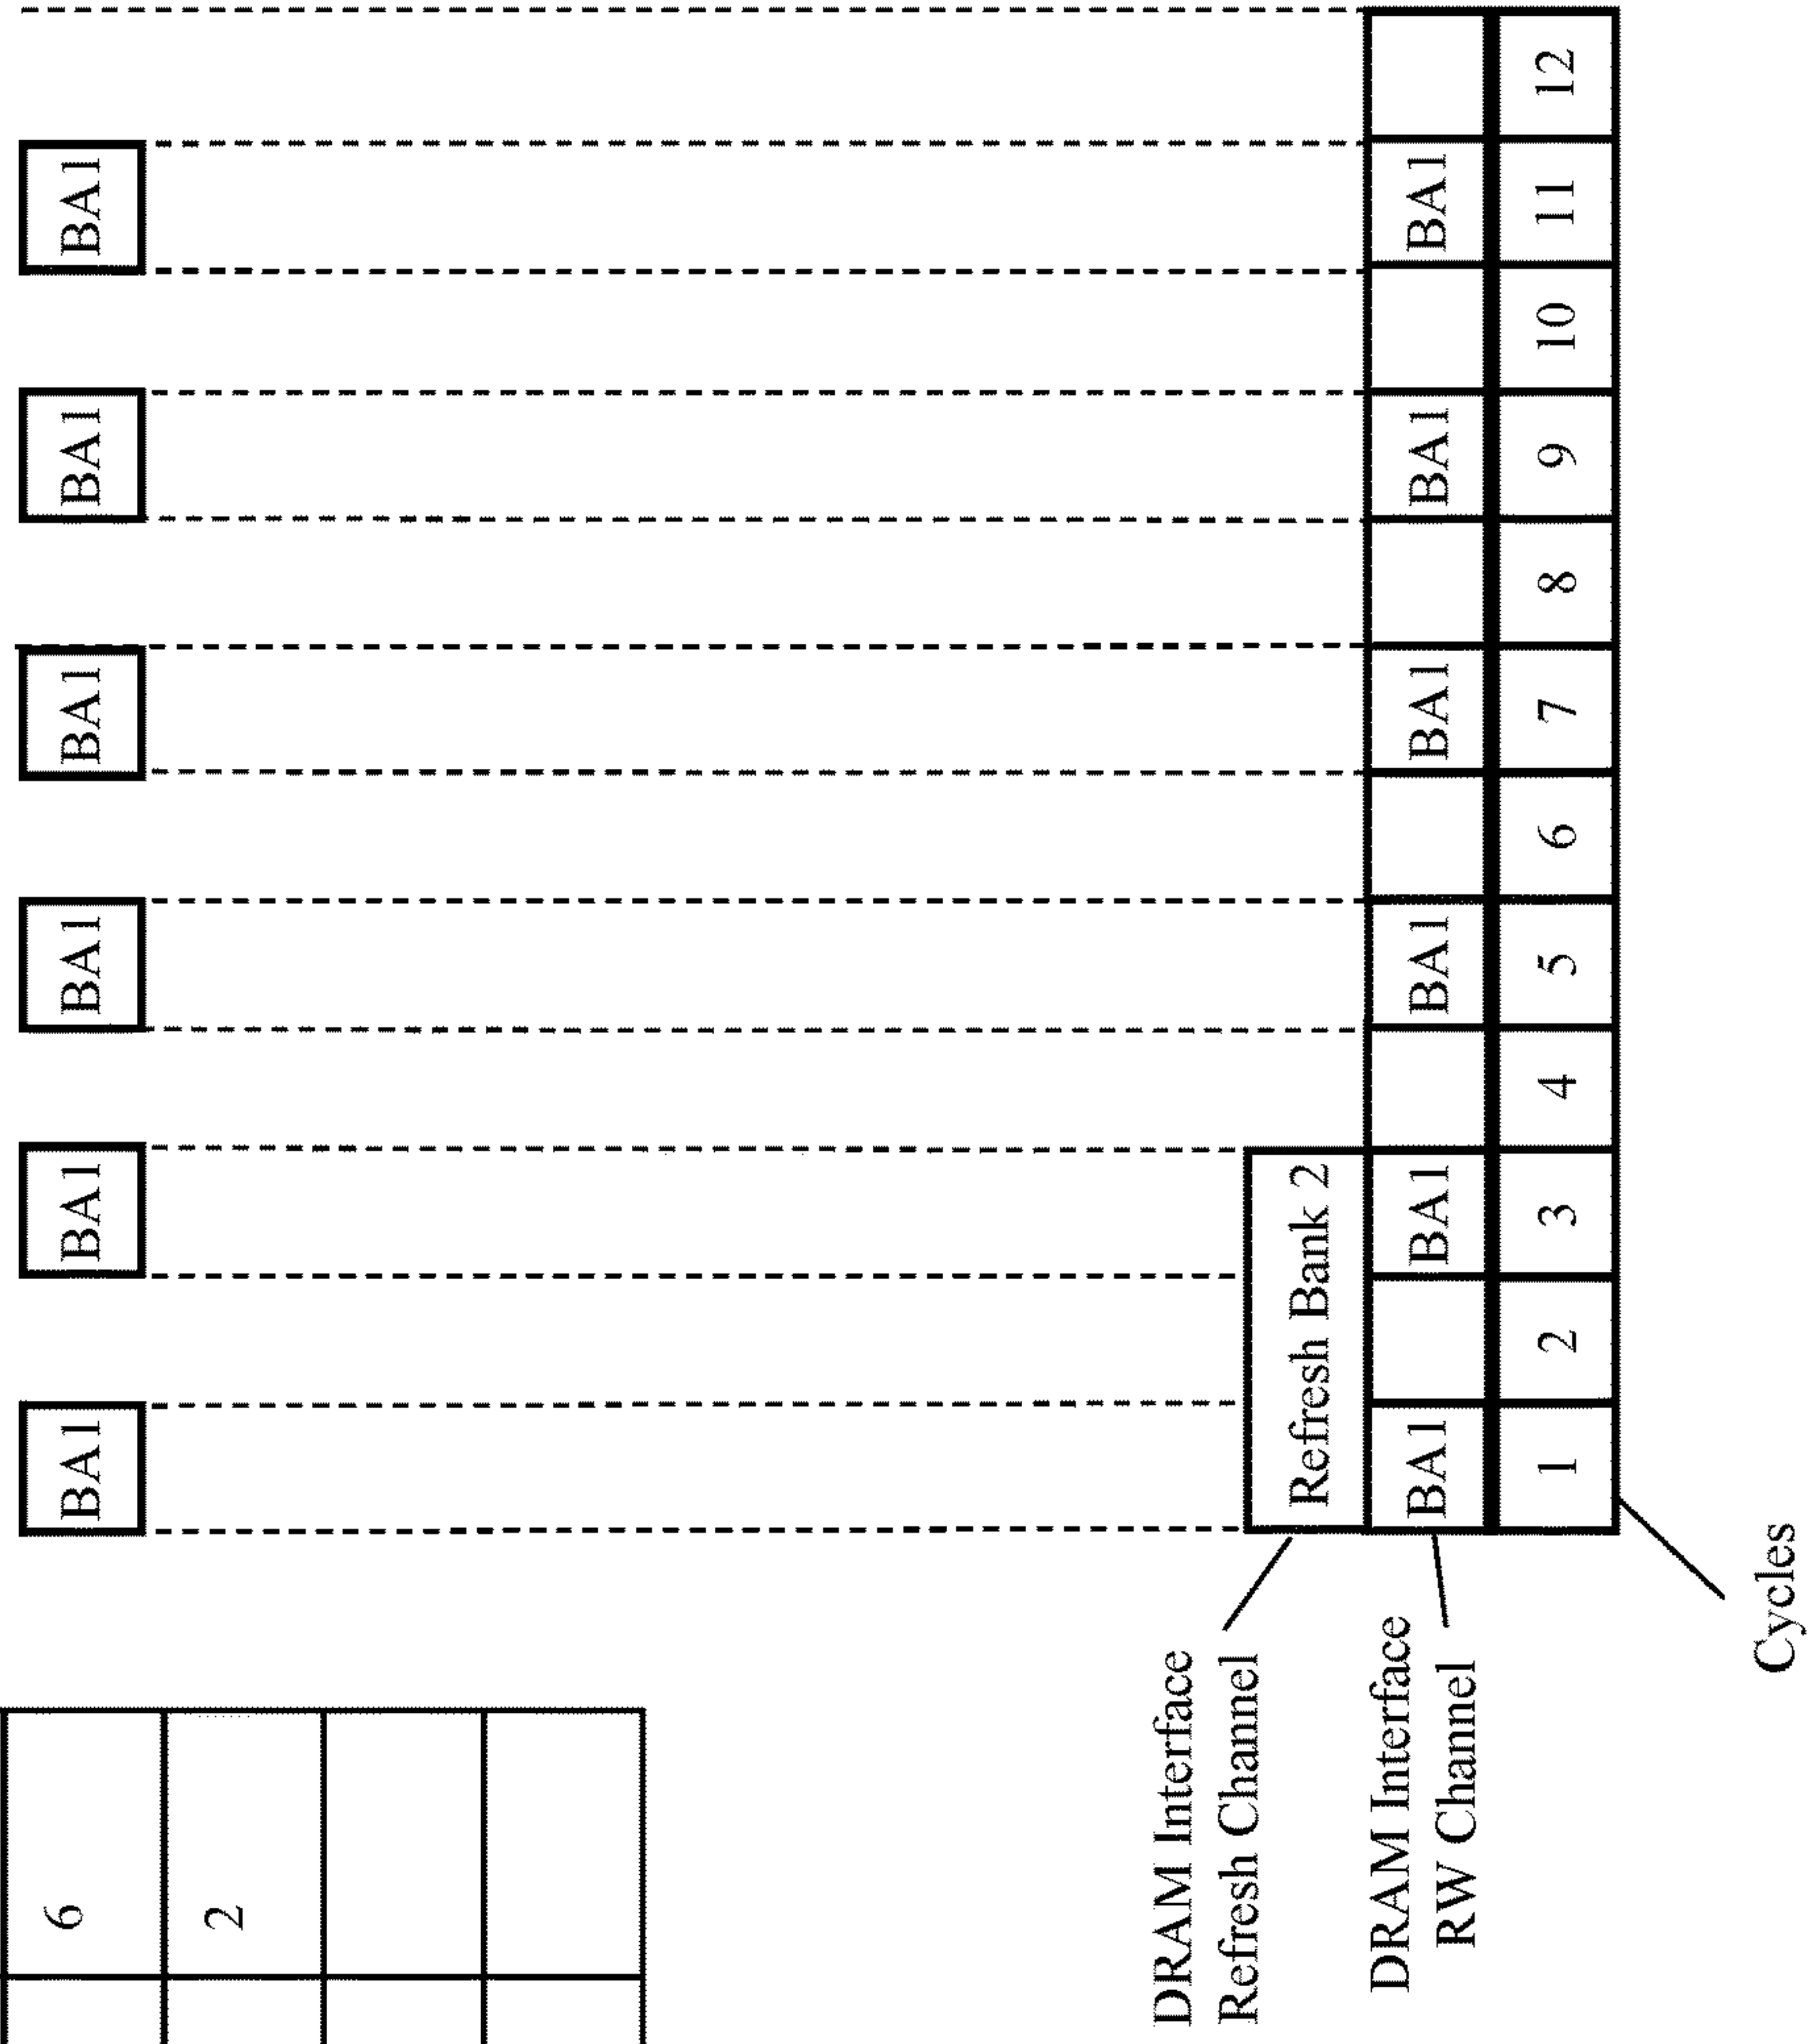 6 BA1 BA1 BA1 BA1 BA1 BA1
2
DRAM Interface
Refresh Channel
Refresh Bank 2
DRAM Interface
RW Channel
BA1 BA1 BA1 BA1 BA1 BA1
1 2 3 4 5 6 7 8 9 10 11 12
Cycles